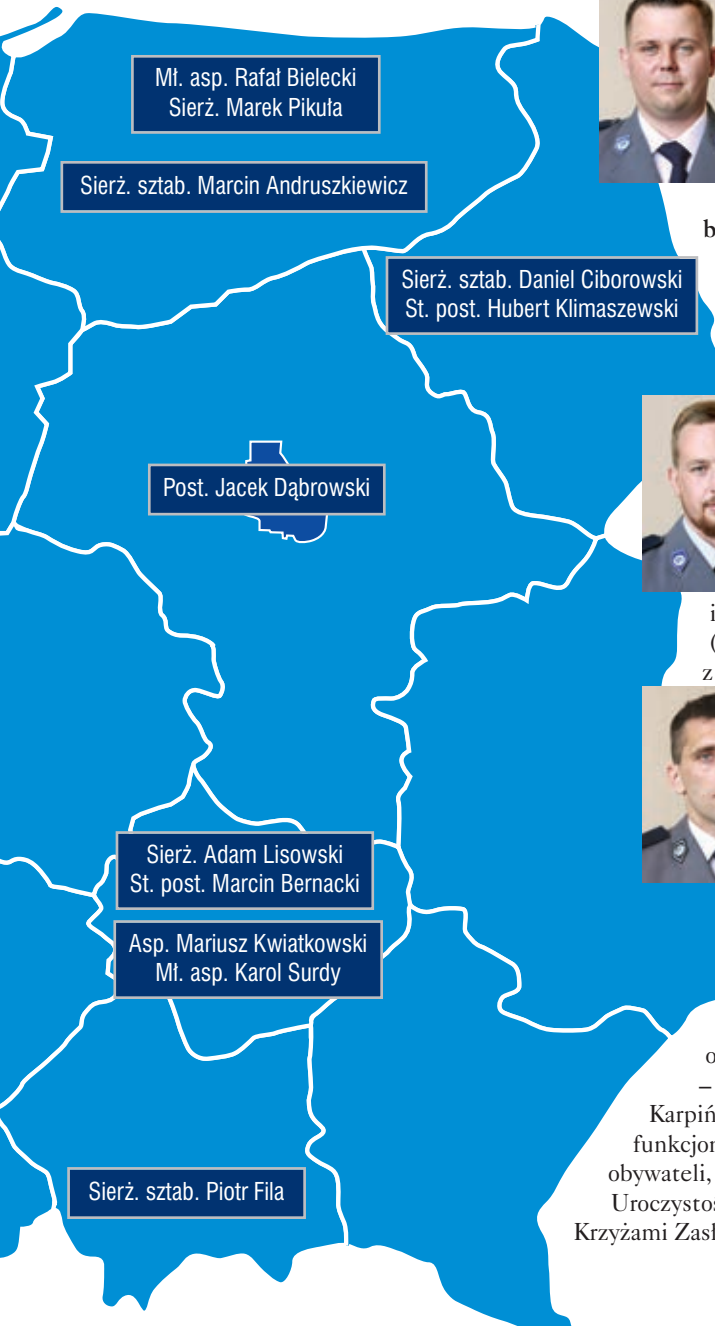 Mł. asp. Rafał Bielecki
Sierż. Marek Pikuła
Sierż. sztab. Marcin Andruszkiewicz
b
Sierż. sztab. Daniel Ciborowski
St. post. Hubert Klimaszewski
Post. Jacek Dąbrowski
i
(
z
Sierż. Adam Lisowski
St. post. Marcin Bernacki
Asp. Mariusz Kwiatkowski
Mł. asp. Karol Surdy
o
–
Karpiń
funkcjon
obywateli,
Uroczystoś
Krzyżami Zasł
Sierż. sztab. Piotr Fila